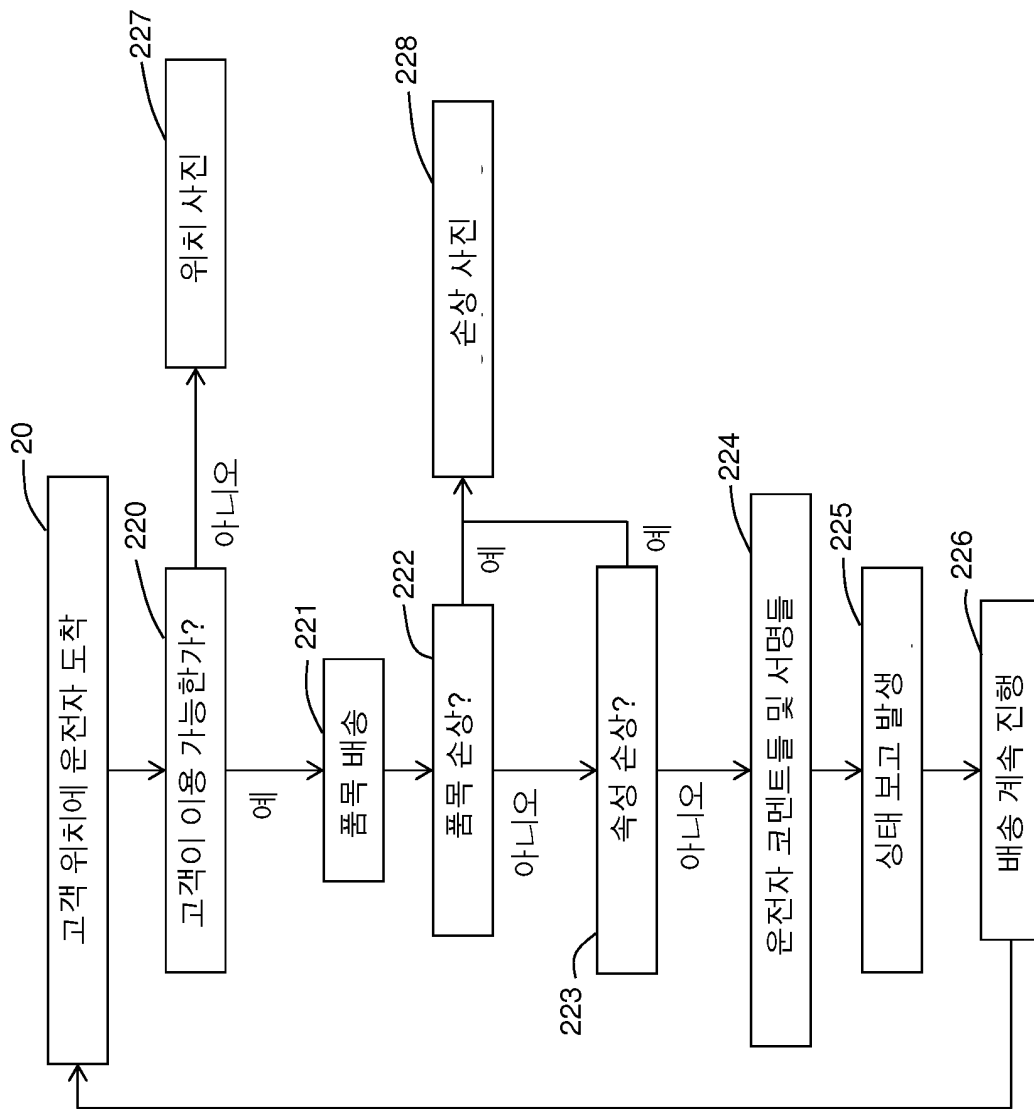 고객 위치에 운전자 도착
20
고객이 이용 가능한가?
220
아니오
위치 사진
227
예
품목 배송
221
품목 손상?
222
예
손상 사진
228
아니오
속성 손상?
223
예
아니오
운전자 코멘트들 및 서명들
224
상태 보고 발생
225
배송 계속 진행
226